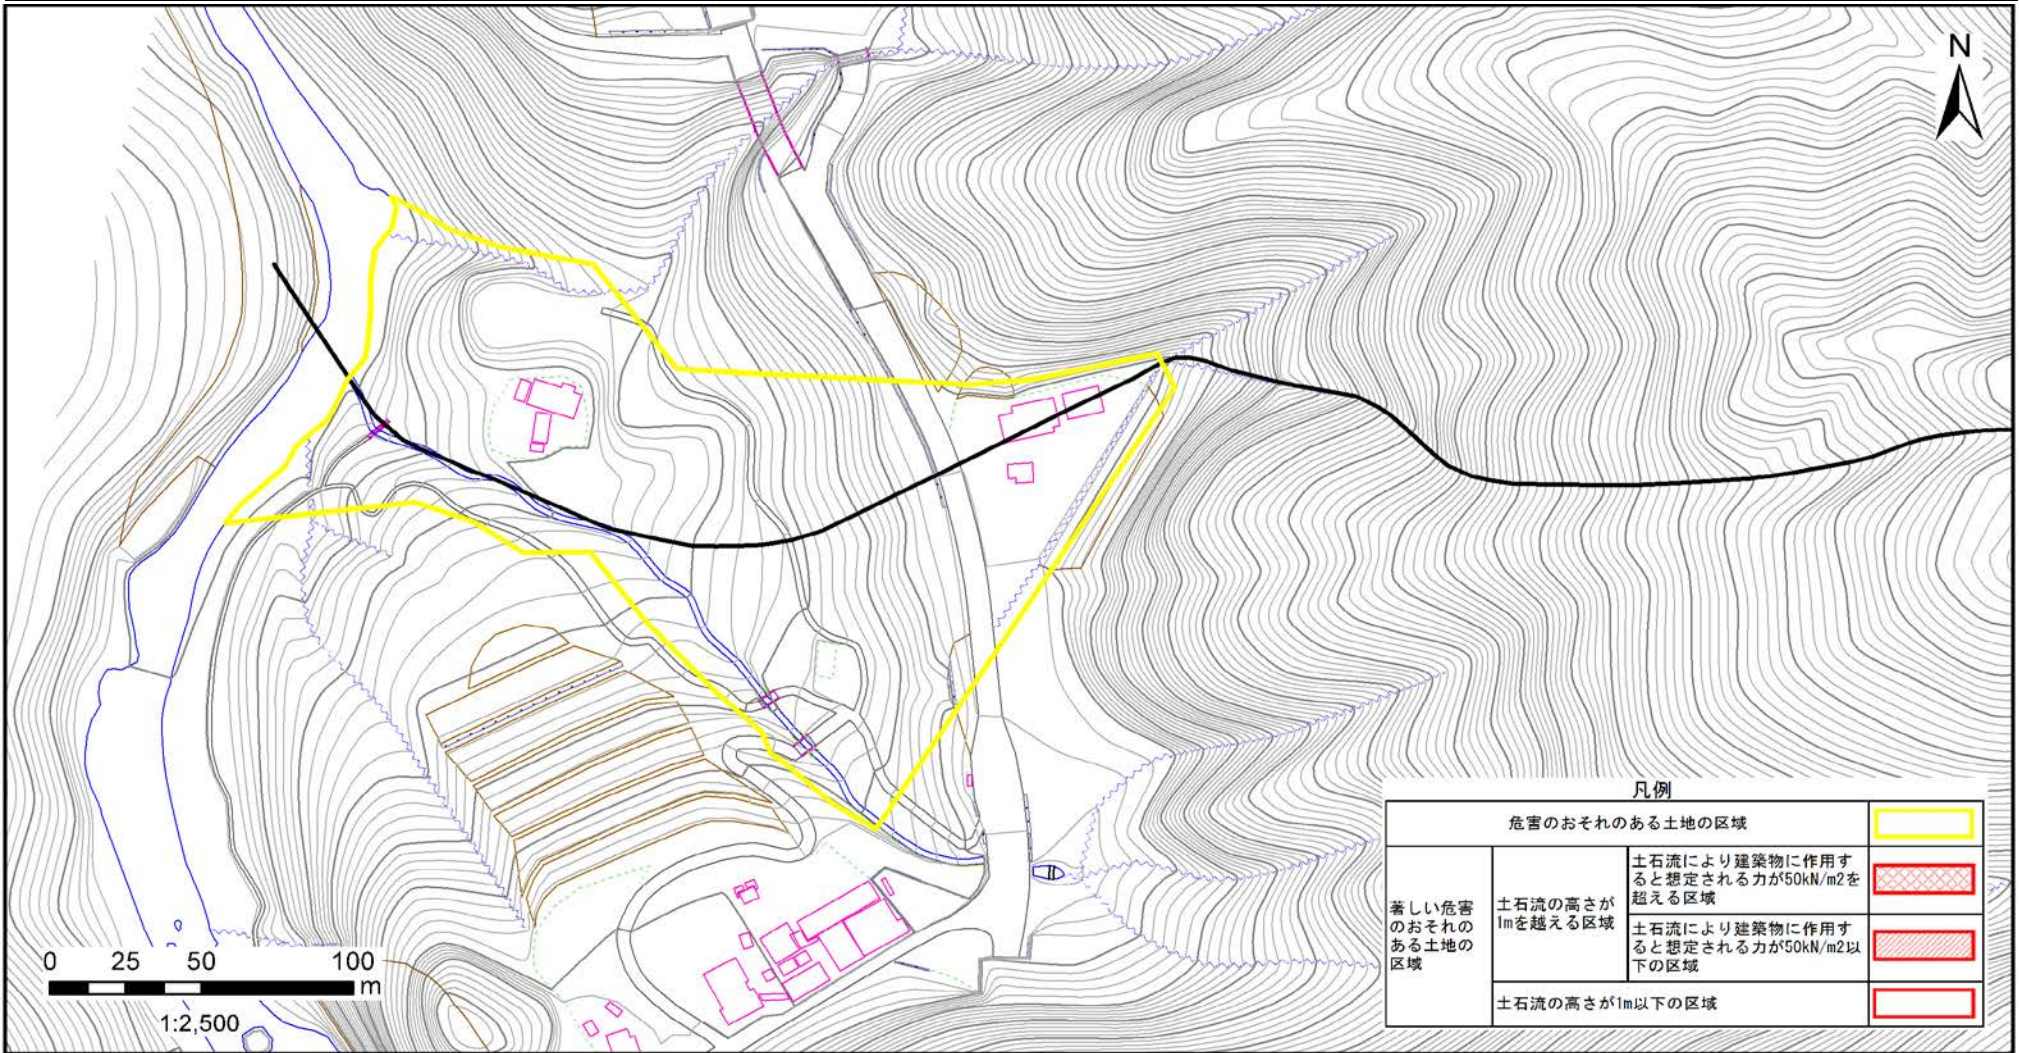 N
凡例
危害のおそれのある土地の区域
著しい危害
のおそれの
ある土地の
区域
土石流の高さが
1mを越える区域
土石流により建築物に作用す
ると想定される力が50kN/m2を
超える区域
土石流により建築物に作用す
ると想定される力が50kN/m2以
下の区域
土石流の高さが1m以下の区域
0 25 50 100
m
1:2,500